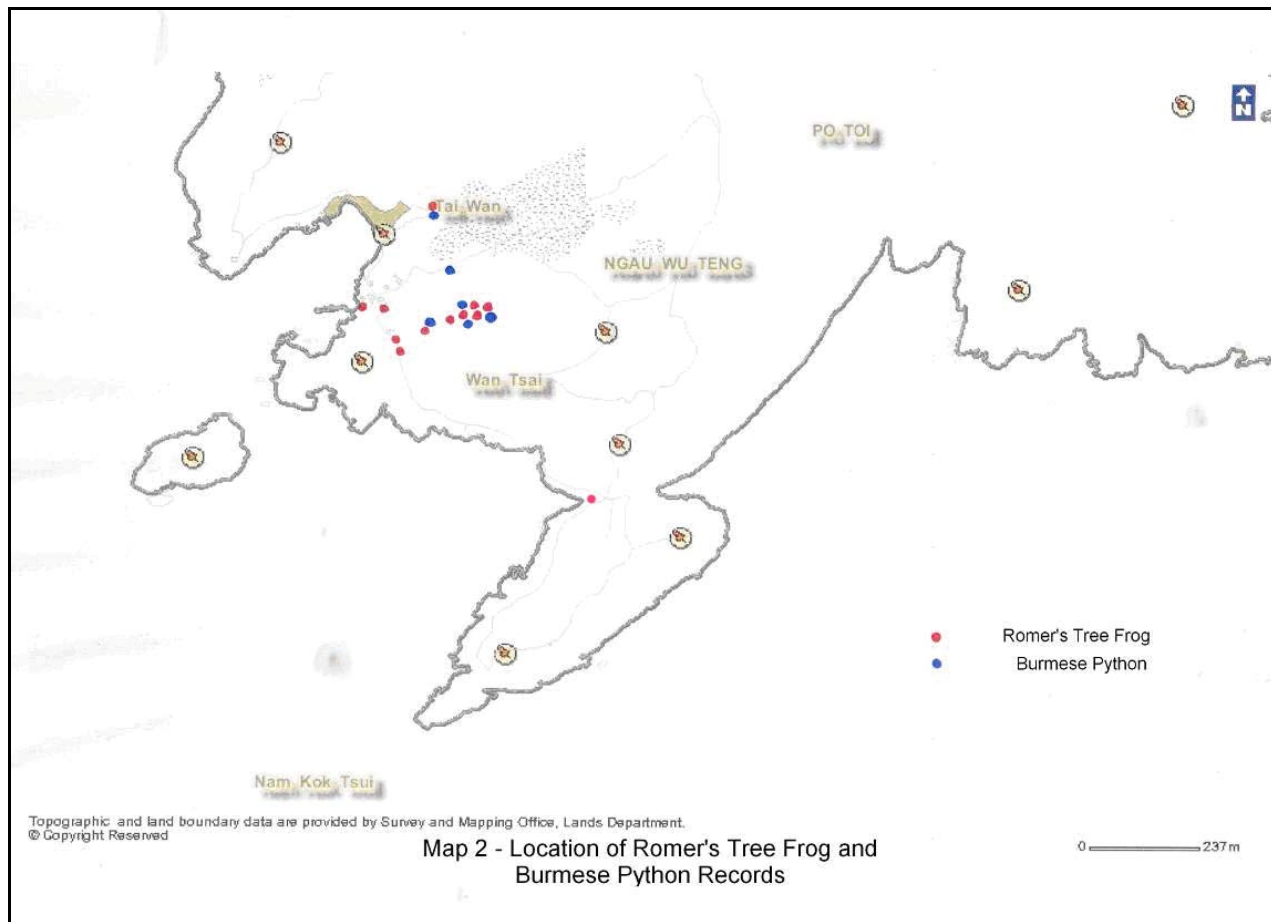 N
PO TOI
Tai Wan
NGAU WU TENG
Wan Tsai
Romer's Tree Frog
Burmese Python
Nam Kok Tsui
Topographic and land boundary data are provided by Survey and Mapping Office, Lands Department.
© Copyright Reserved
0 237m
Map 2 - Location of Romer's Tree Frog and
Burmese Python Records